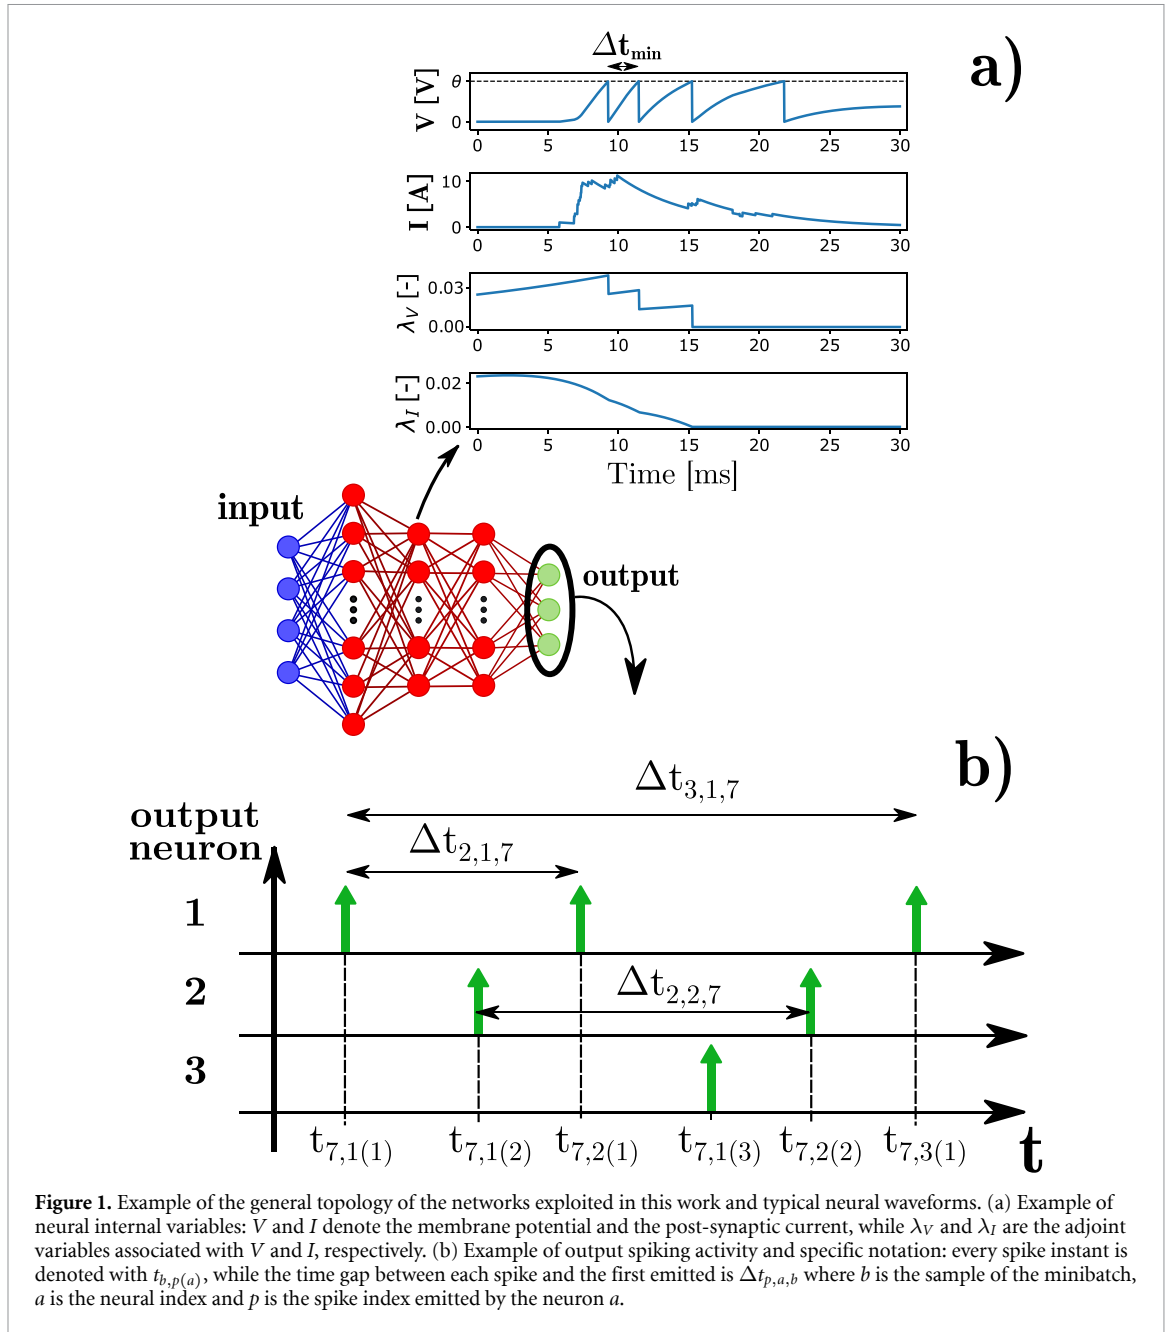 a)
Δt_min
V [V]
θ
0
0 5 10 15 20 25 30
I [A]
10
0
0 5 10 15 20 25 30
λ_V [-]
0.03
0.00
0 5 10 15 20 25 30
λ_I [-]
0.02
0.00
0 5 10 15 20 25 30
Time [ms]
input
output
b)
Δt_3,1,7
output
neuron
Δt_2,1,7
1
2
Δt_2,2,7
3
t_7,1(1) t_7,1(2) t_7,2(1) t_7,1(3) t_7,2(2) t_7,3(1) t
Figure 1. Example of the general topology of the networks exploited in this work and typical neural waveforms. (a) Example of
neural internal variables: V and I denote the membrane potential and the post-synaptic current, while λ_V and λ_I are the adjoint
variables associated with V and I, respectively. (b) Example of output spiking activity and specific notation: every spike instant is
denoted with t_b,p(a), while the time gap between each spike and the first emitted is Δt_p,a,b where b is the sample of the minibatch,
a is the neural index and p is the spike index emitted by the neuron a.